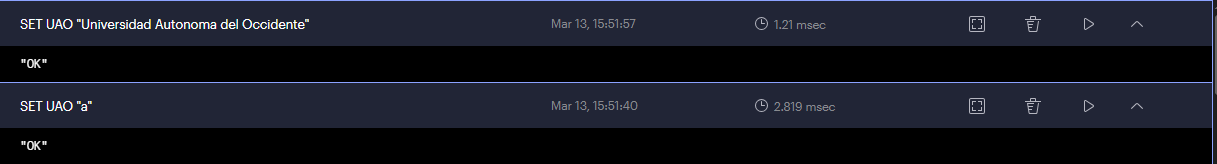 SET UAO "Universidad Autonoma del Occidente" Mar 13, 15:51:57 1.21 msec
"OK"
SET UAO "a" Mar 13, 15:51:40 2.819 msec
"OK"